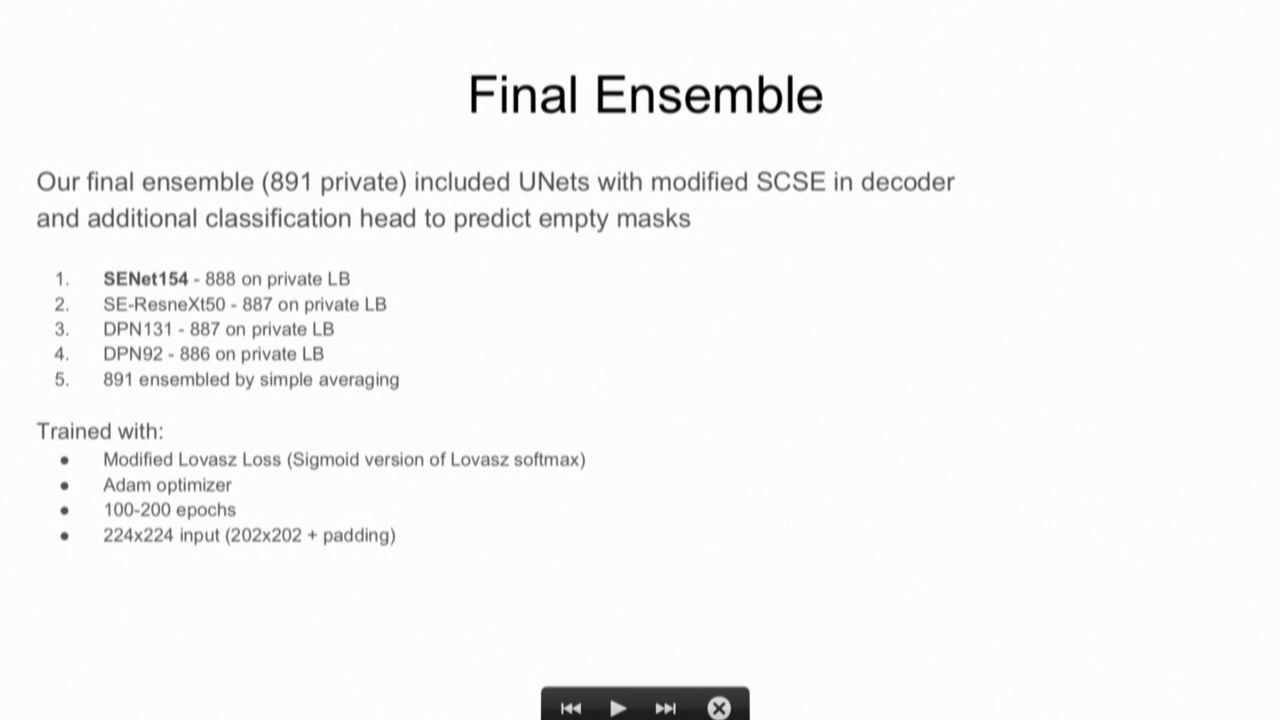 Final Ensemble
Our final ensemble (891 private) included UNets with modified SCSE in decoder
and additional classification head to predict empty masks
1. SENet154 - 888 on private LB
2. SE-ResneXt50 - 887 on private LB
3. DPN131 - 887 on private LB
4. DPN92 - 886 on private LB
5. 891 ensembled by simple averaging
Trained with:
● Modified Lovasz Loss (Sigmoid version of Lovasz softmax)
● Adam optimizer
● 100-200 epochs
● 224x224 input (202x202 + padding)